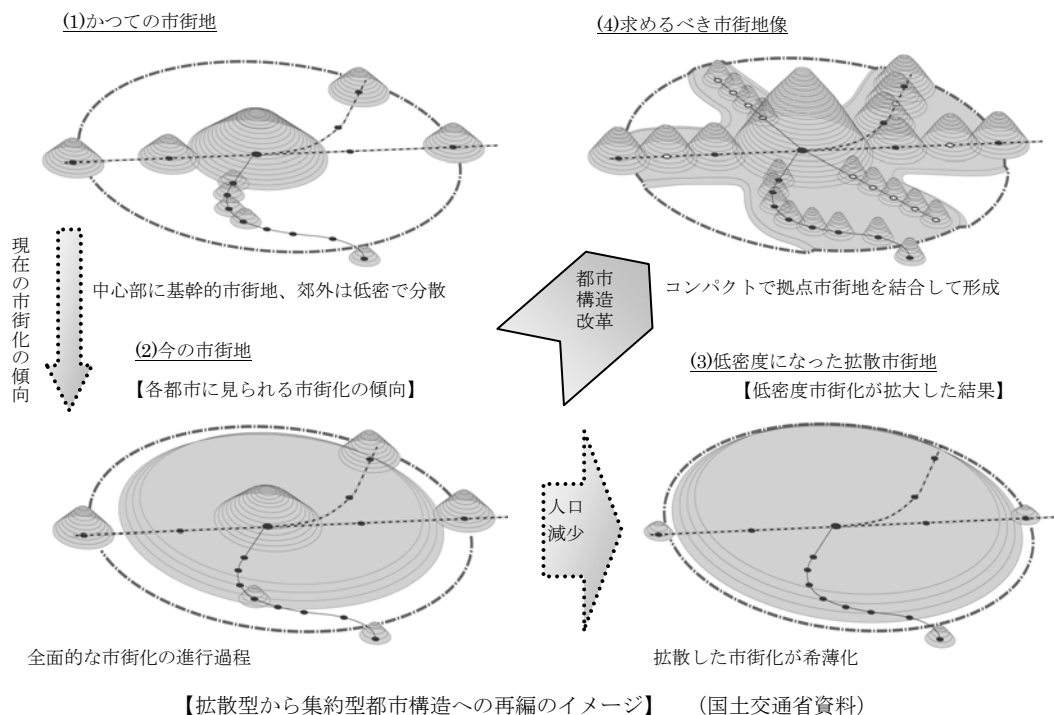 (1)かつての市街地
(4)求めるべき市街地像
現在の市街化の傾向
中心部に基幹的市街地、郊外は低密で分散
都市
構造
改革
コンパクトで拠点市街地を結合して形成
(2)今の市街地
【各都市に見られる市街化の傾向】
(3)低密度になった拡散市街地
【低密度市街化が拡大した結果】
人口
減少
全面的な市街化の進行過程
拡散した市街化が希薄化
【拡散型から集約型都市構造への再編のイメージ】 （国土交通省資料）